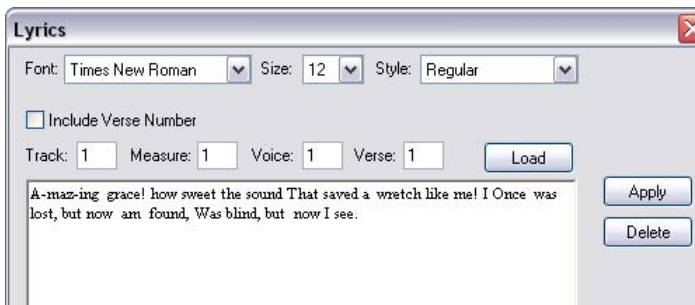 Lyrics
Font: Times New Roman Size: 12 Style: Regular
Include Verse Number
Track: 1 Measure: 1 Voice: 1 Verse: 1 Load
A-maz-ing grace! how sweet the sound That saved a wretch like me! I Once was
lost, but now am found, Was blind, but now I see.
Apply
Delete